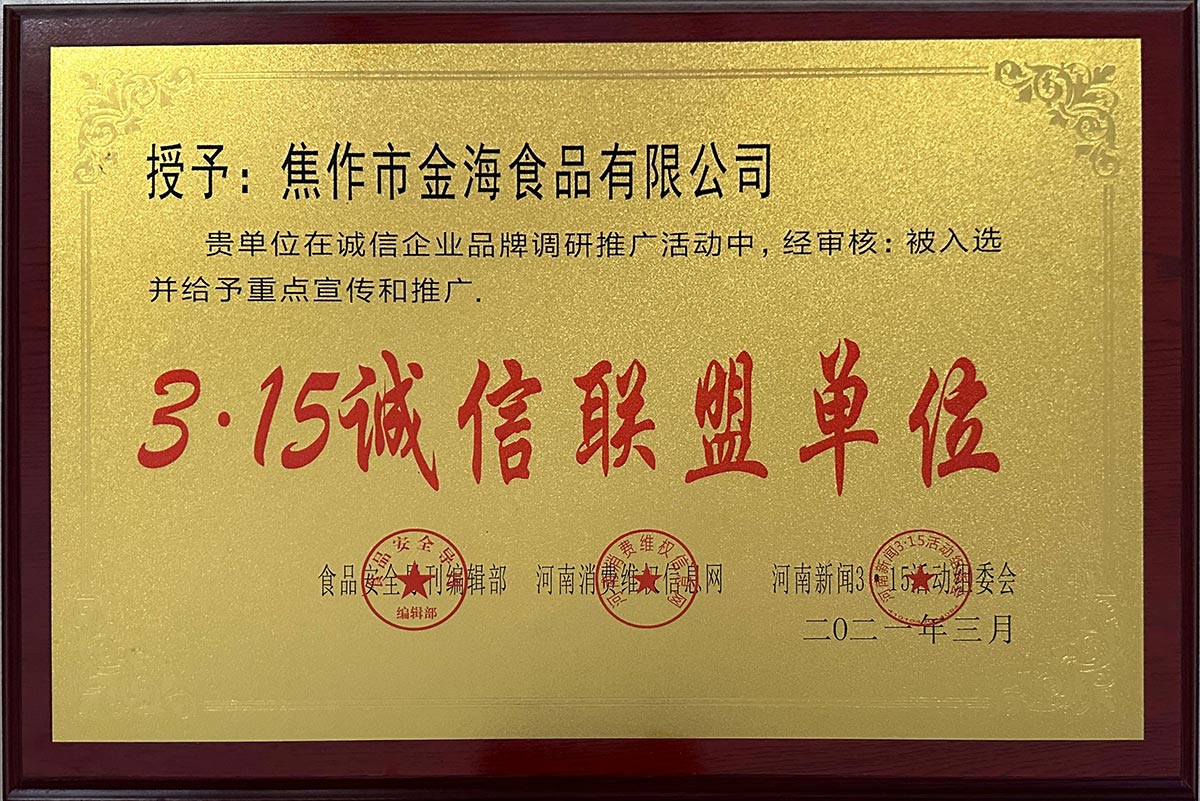 授予：焦作市金海食品有限公司
贵单位在诚信企业品牌调研推广活动中，经审核：被入选
并给予重点宣传和推广.
3·15诚信联盟单位
食品安全导刊编辑部 河南消费维权信息网 河南新闻3·15活动组委会
编辑部
二〇二一年三月